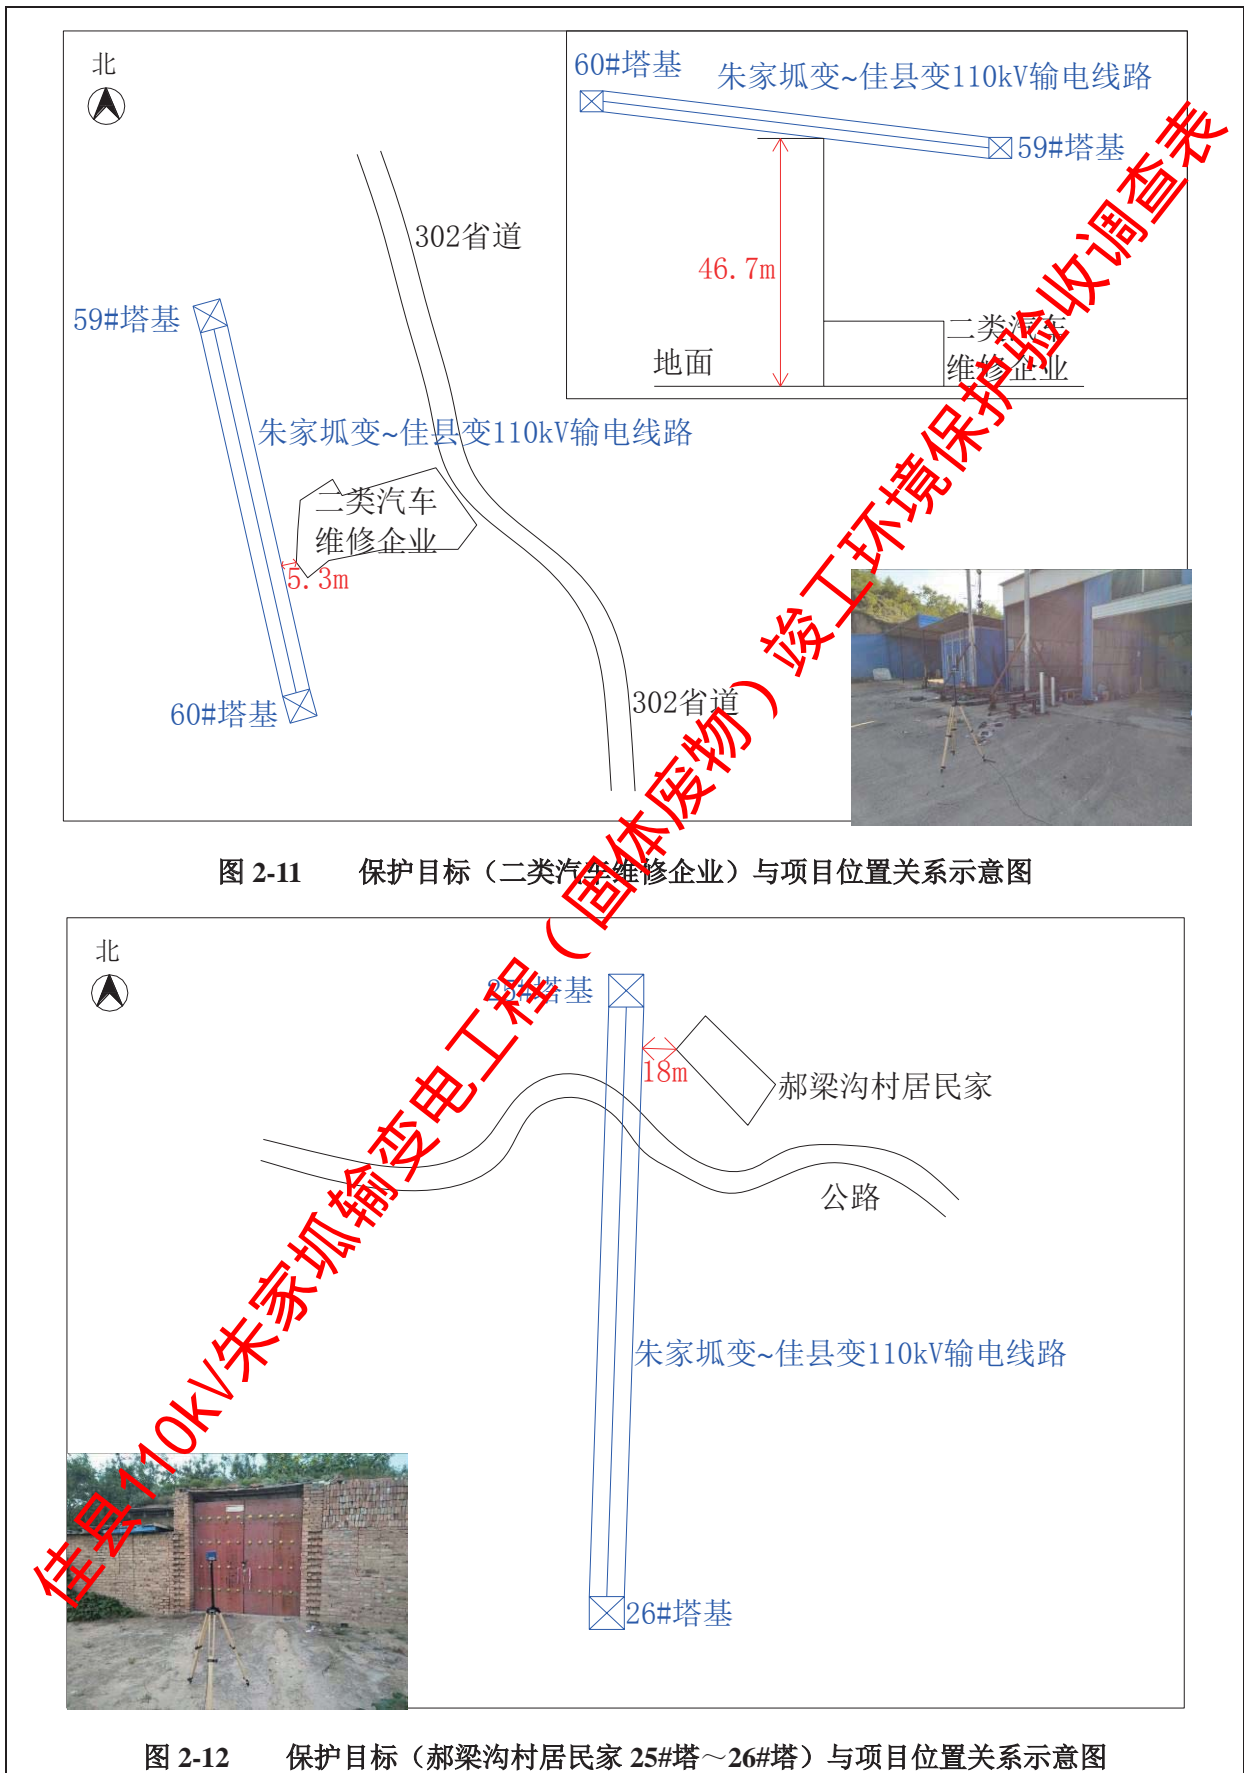 北
60#塔基
朱家坬变~佳县变110kV输电线路
59#塔基
302省道
46.7m
二类汽车
维修企业
地面
59#塔基
朱家坬变~佳县变110kV输电线路
二类汽车
维修企业
5.3m
60#塔基
302省道
图 2-11 保护目标（二类汽车维修企业）与项目位置关系示意图
北
25#塔基
18m
郝梁沟村居民家
公路
朱家坬变~佳县变110kV输电线路
26#塔基
图 2-12 保护目标（郝梁沟村居民家 25#塔～26#塔）与项目位置关系示意图
佳县110kV朱家坬输变电工程（固体废物）竣工环境保护验收调查表